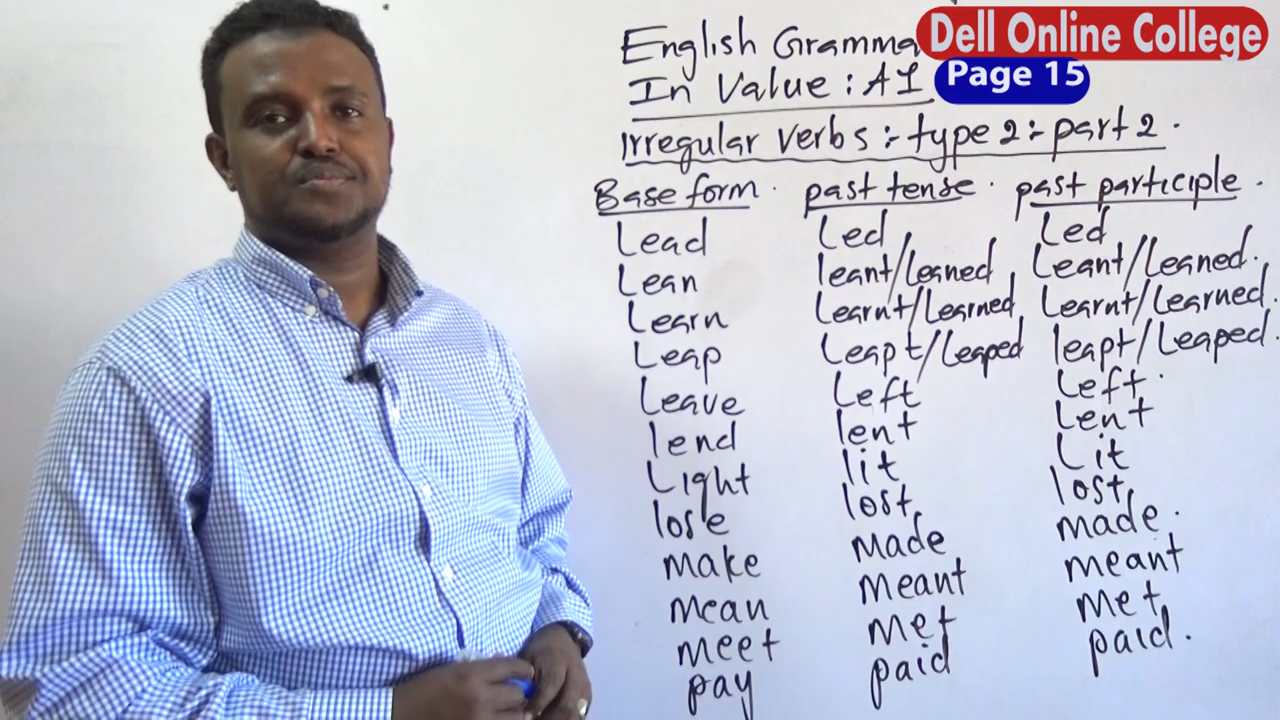 English Gramma
Dell Online College
In Value : A1
Page 15
Irregular verbs :- type 2 :- part 2 .
Base form . past tense . past participle .
Lead Led Led
Lean leant/leaned Leant/Leaned.
Learn Learnt/Learned Learnt/Learned.
Leap Leapt/Leaped leapt/Leaped.
Leave Left Left .
lend lent Lent
Light lit Lit
lose lost lost
make Made made .
Mean Meant meant
meet Met Met
pay paid paid .